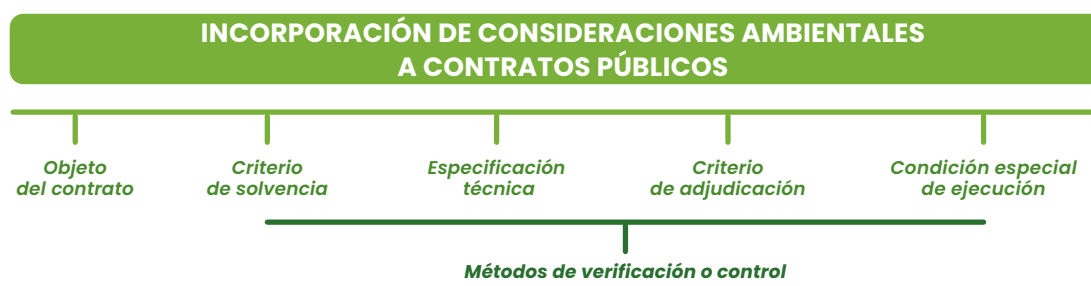 INCORPORACIÓN DE CONSIDERACIONES AMBIENTALES
A CONTRATOS PÚBLICOS
Objeto
del contrato
Criterio
de solvencia
Especificación
técnica
Criterio
de adjudicación
Condición especial
de ejecución
Métodos de verificación o control